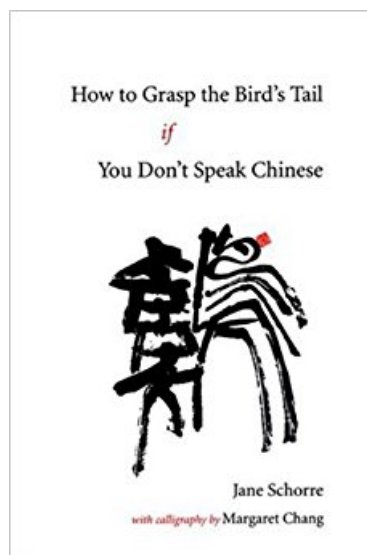 How to Grasp the Bird's Tail
if
You Don't Speak Chinese
Jane Schorre
with calligraphy by Margaret Chang